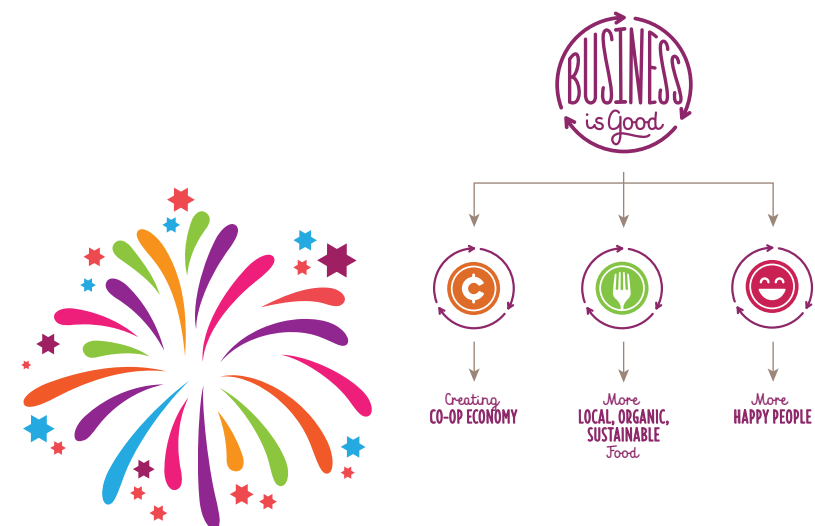 BUSINESS
is Good
Creating
CO-OP ECONOMY
More
LOCAL, ORGANIC,
SUSTAINABLE
Food
More
HAPPY PEOPLE